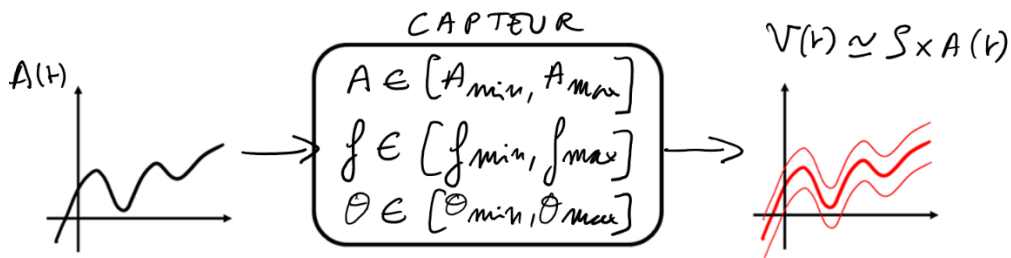 CAPTEUR
V(t) ≃ S × A(t)
A(t)
A ∈ [Amin, Amax]
f ∈ [fmin, fmax]
θ ∈ [θmin, θmax]